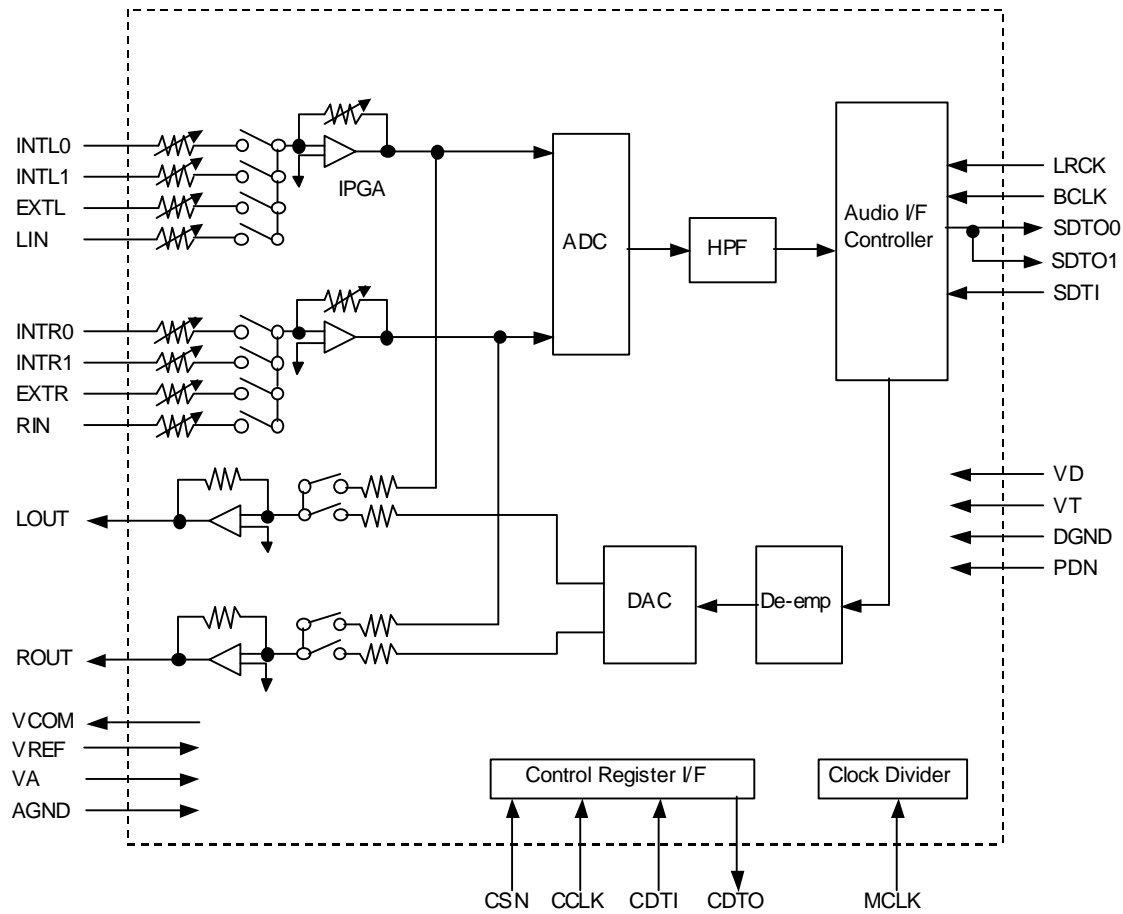 INTL0
INTL1
EXTL
LIN
IPGA
INTR0
INTR1
EXTR
RIN
ADC
HPF
Audio I/F
Controller
LRCK
BCLK
SDTO0
SDTO1
SDTI
LOUT
ROUT
DAC
De-emp
VD
VT
DGND
PDN
VCOM
VREF
VA
AGND
Control Register I/F
Clock Divider
CSN
CCLK
CDTI
CDTO
MCLK